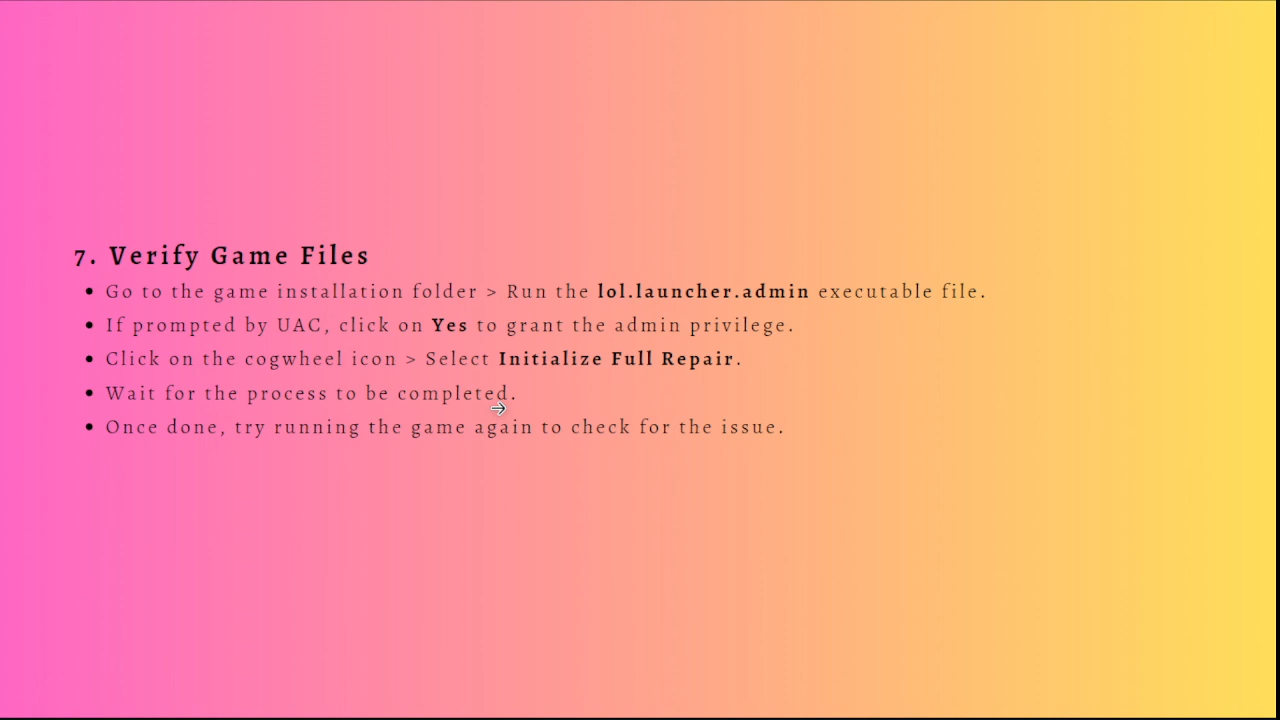 7. Verify Game Files
• Go to the game installation folder > Run the lol.launcher.admin executable file.
• If prompted by UAC, click on Yes to grant the admin privilege.
• Click on the cogwheel icon > Select Initialize Full Repair.
• Wait for the process to be completed.
• Once done, try running the game again to check for the issue.